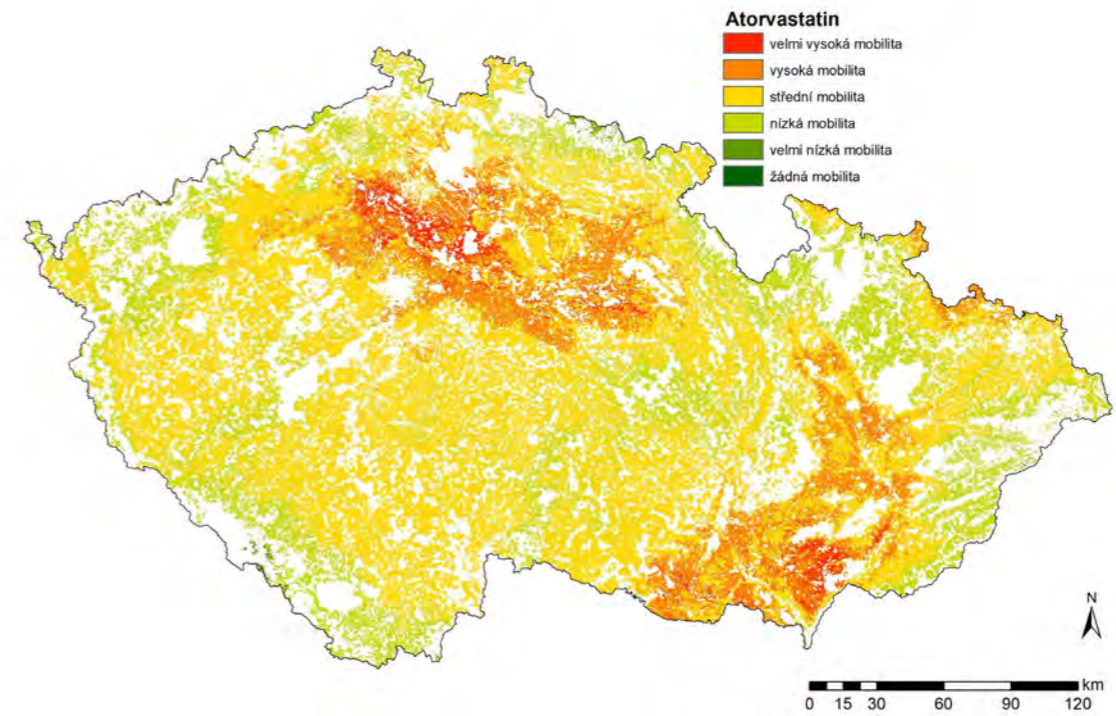 Atorvastatin
velmi vysoká mobilita
vysoká mobilita
střední mobilita
nízká mobilita
velmi nízká mobilita
žádná mobilita
N
km
0 15 30 60 90 120